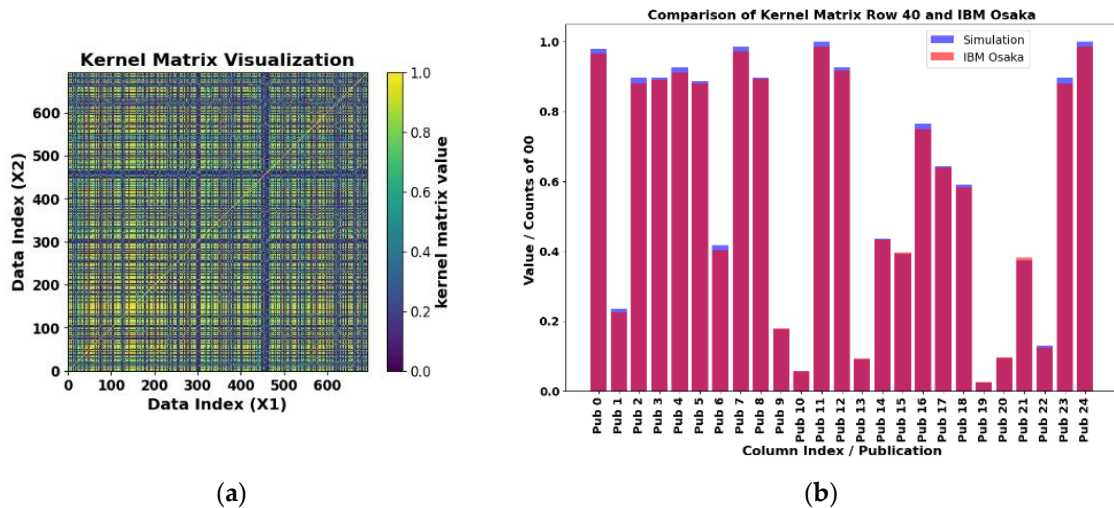 Kernel Matrix Visualization
Data Index (X2)
600
500
400
300
200
100
0
0 100 200 300 400 500 600
Data Index (X1)
1.0
0.8
0.6
0.4
0.2
0.0
kernel matrix value
(a)
Comparison of Kernel Matrix Row 40 and IBM Osaka
Simulation
IBM Osaka
Value / Counts of 00
1.0
0.8
0.6
0.4
0.2
0.0
Pub 0
Pub 1
Pub 2
Pub 3
Pub 4
Pub 5
Pub 6
Pub 7
Pub 8
Pub 9
Pub 10
Pub 11
Pub 12
Pub 13
Pub 14
Pub 15
Pub 16
Pub 17
Pub 18
Pub 19
Pub 20
Pub 21
Pub 22
Pub 23
Pub 24
Column Index / Publication
(b)